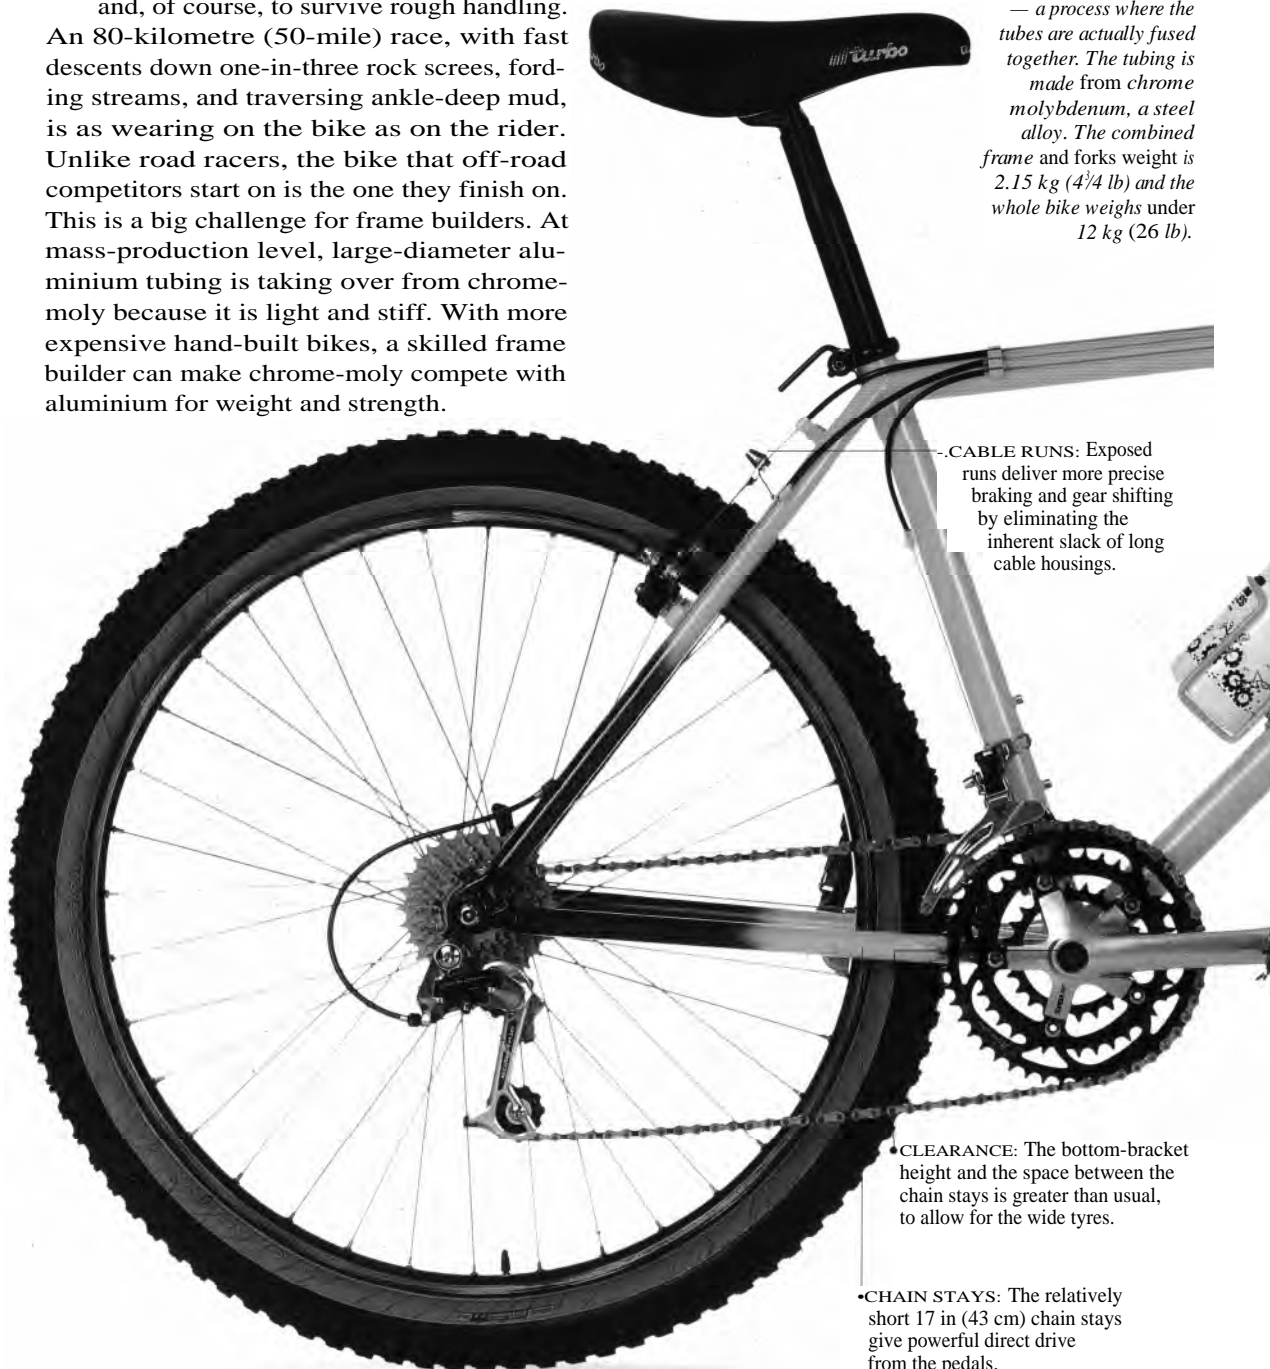 and, of course, to survive rough handling.
An 80-kilometre (50-mile) race, with fast
descents down one-in-three rock screes, ford-
ing streams, and traversing ankle-deep mud,
is as wearing on the bike as on the rider.
Unlike road racers, the bike that off-road
competitors start on is the one they finish on.
This is a big challenge for frame builders. At
mass-production level, large-diameter alu-
minium tubing is taking over from chrome-
moly because it is light and stiff. With more
expensive hand-built bikes, a skilled frame
builder can make chrome-moly compete with
aluminium for weight and strength.
turbo
— a process where the
tubes are actually fused
together. The tubing is
made from chrome
molybdenum, a steel
alloy. The combined
frame and forks weight is
2.15 kg (4¾ lb) and the
whole bike weighs under
12 kg (26 lb).
-.CABLE RUNS: Exposed
runs deliver more precise
braking and gear shifting
by eliminating the
inherent slack of long
cable housings.
•CLEARANCE: The bottom-bracket
height and the space between the
chain stays is greater than usual,
to allow for the wide tyres.
•CHAIN STAYS: The relatively
short 17 in (43 cm) chain stays
give powerful direct drive
from the pedals.